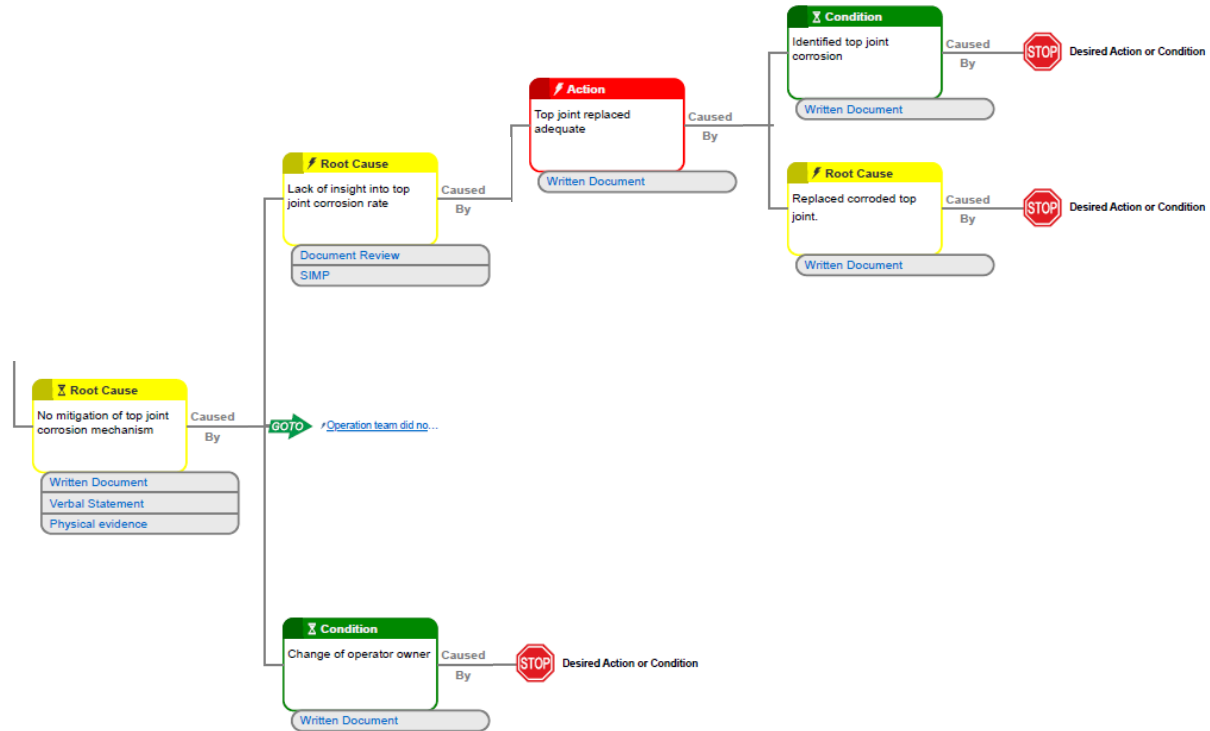 Condition
Identified top joint
corrosion
Caused
By
STOP
Desired Action or Condition
Written Document
Action
Top joint replaced
adequate
Caused
By
Written Document
Root Cause
Replaced corroded top
joint.
Caused
By
STOP
Desired Action or Condition
Written Document
Root Cause
Lack of insight into top
joint corrosion rate
Caused
By
Document Review
SIMP
Root Cause
No mitigation of top joint
corrosion mechanism
Caused
By
Written Document
Verbal Statement
Physical evidence
GOTO
Operation team did no...
Condition
Change of operator owner
Caused
By
STOP
Desired Action or Condition
Written Document